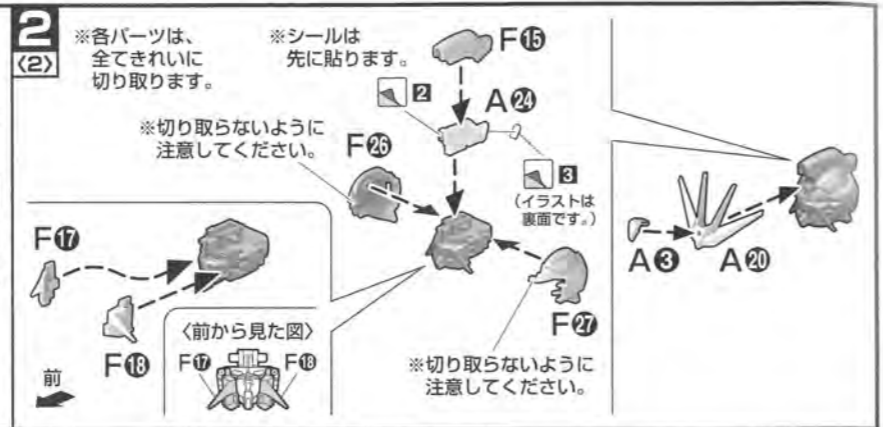 2
〈2〉
※各パーツは、
全てきれいに
切り取ります。
※シールは
先に貼ります。
F⑮
2
A㉔
3
(イラストは
裏面です。)
※切り取らないように
注意してください。
F㉖
F㉗
※切り取らないように
注意してください。
F⑰
F⑱
前
〈前から見た図〉
F⑰
F⑱
A❸
A⑳